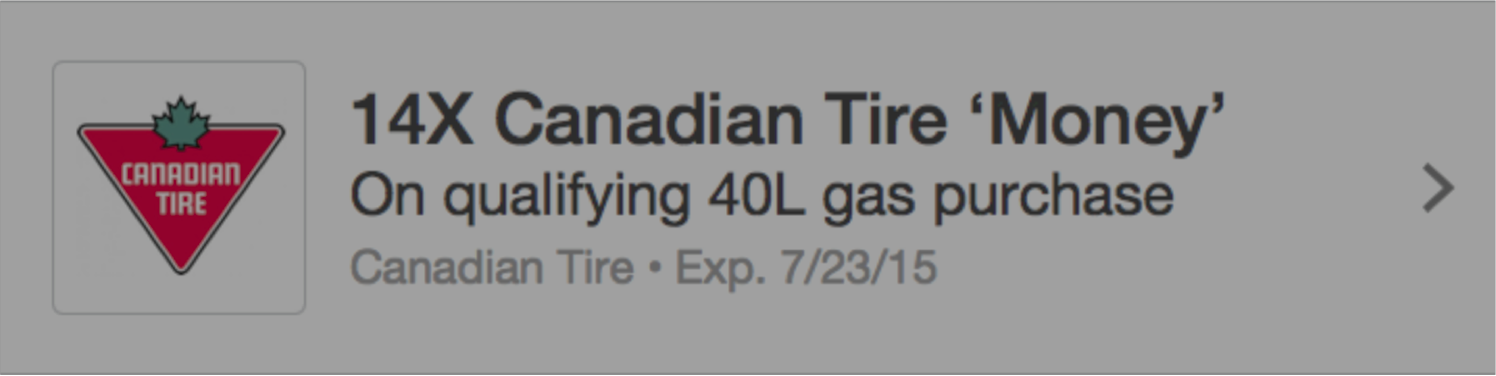 CANADIAN
TIRE
14X Canadian Tire ‘Money’
On qualifying 40L gas purchase
Canadian Tire • Exp. 7/23/15